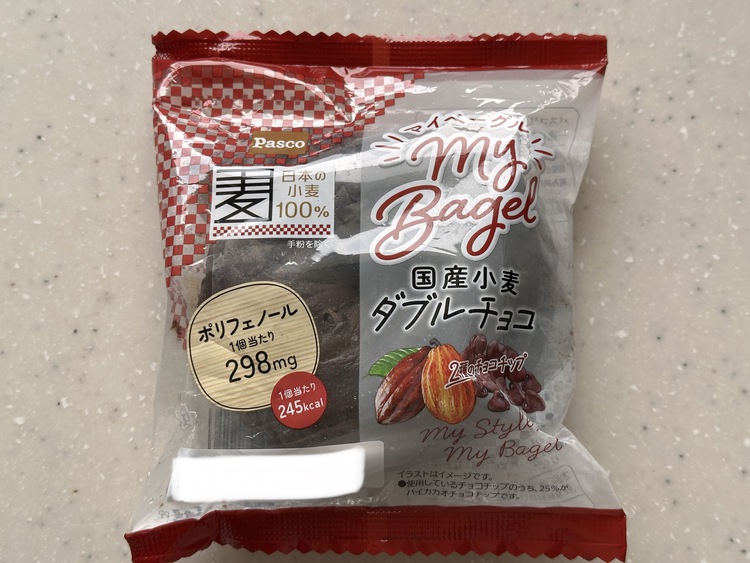 Pasco
麦
日本の
小麦
100%
手粉を除く
マイベーグル
My
Bagel
国産小麦
ダブルチョコ
ポリフェノール
1個当たり
298mg
1個当たり
245kcal
2種のチョコチップ
My Style
My Bagel
イラストはイメージです。
●使用しているチョコチップのうち、25%が
ハイカカオチョコチップです。